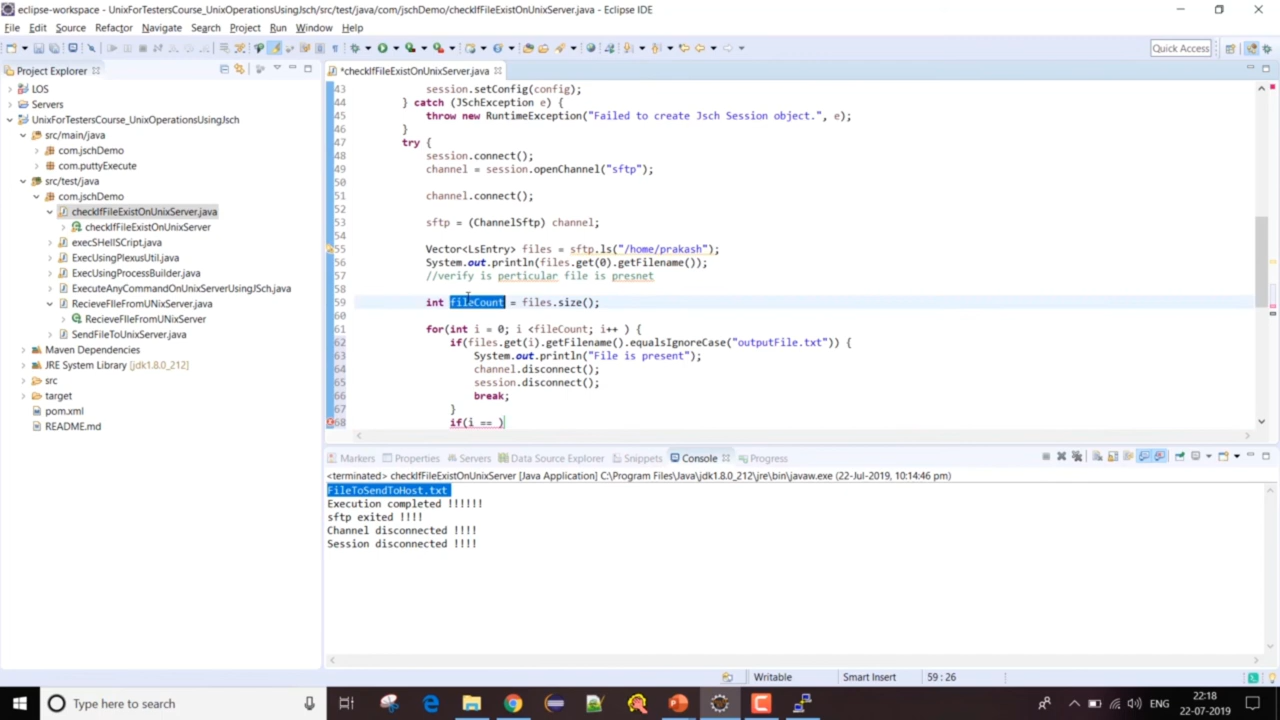 eclipse-workspace - UnixForTestersCourse_UnixOperationsUsingJsch/src/test/java/com/jschDemo/checkIfFileExistOnUnixServer.java - Eclipse IDE
File Edit Source Refactor Navigate Search Project Run Window Help
Quick Access
Project Explorer
*checkIfFileExistOnUnixServer.java
LOS
Servers
UnixForTestersCourse_UnixOperationsUsingJsch
src/main/java
com.jschDemo
com.puttyExecute
src/test/java
com.jschDemo
checkIfFileExistOnUnixServer.java
checkIfFileExistOnUnixServer
execSHellSCript.java
ExecUsingPlexusUtil.java
ExecUsingProcessBuilder.java
ExecuteAnyCommandOnUnixServerUsingJSch.java
RecieveFIleFromUNixServer.java
RecieveFIleFromUNixServer
SendFileToUnixServer.java
Maven Dependencies
JRE System Library [jdk1.8.0_212]
src
target
pom.xml
README.md
43 session.setConfig(config);
44 } catch (JSchException e) {
45 throw new RuntimeException("Failed to create Jsch Session object.", e);
46 }
47 try {
48 session.connect();
49 channel = session.openChannel("sftp");
50
51 channel.connect();
52
53 sftp = (ChannelSftp) channel;
54
55 Vector<LsEntry> files = sftp.ls("/home/prakash");
56 System.out.println(files.get(0).getFilename());
57 //verify is perticular file is presnet
58
59 int fileCount = files.size();
60
61 for(int i = 0; i <fileCount; i++ ) {
62 if(files.get(i).getFilename().equalsIgnoreCase("outputFile.txt")) {
63 System.out.println("File is present");
64 channel.disconnect();
65 session.disconnect();
66 break;
67 }
68 if(i == )
Markers Properties Servers Data Source Explorer Snippets Console Progress
<terminated> checkIfFileExistOnUnixServer [Java Application] C:\Program Files\Java\jdk1.8.0_212\jre\bin\javaw.exe (22-Jul-2019, 10:14:46 pm)
FileToSendToHost.txt
Execution completed !!!!!!
sftp exited !!!!
Channel disconnected !!!!
Session disconnected !!!!
Writable Smart Insert 59 : 26
Type here to search
ENG
22:18
22-07-2019